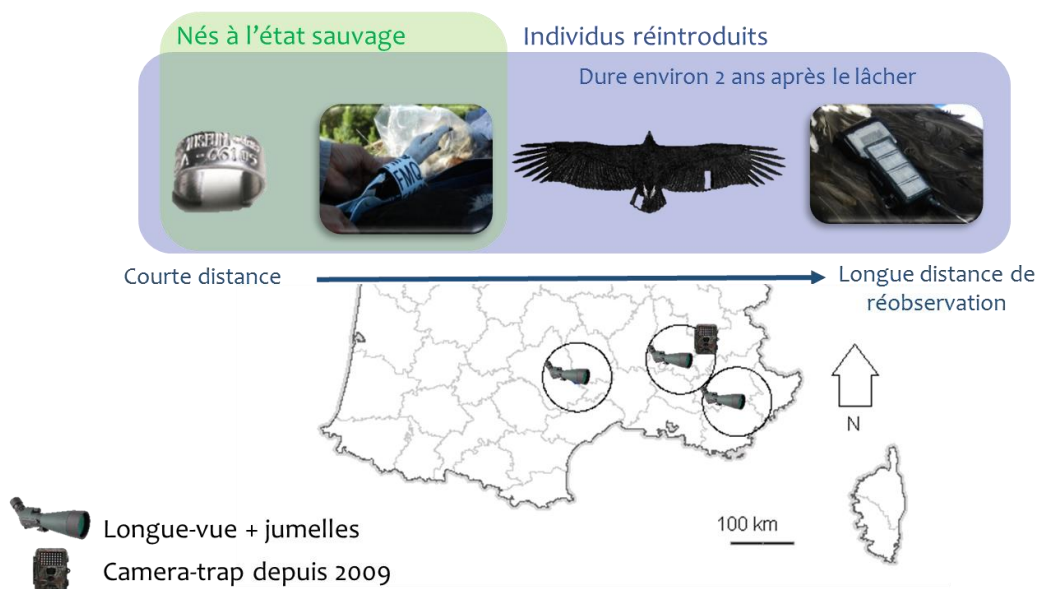 Nés à l'état sauvage
Individus réintroduits
Dure environ 2 ans après le lâcher
FMQ
Courte distance
Longue distance de
réobservation
N
100 km
Longue-vue + jumelles
Camera-trap depuis 2009